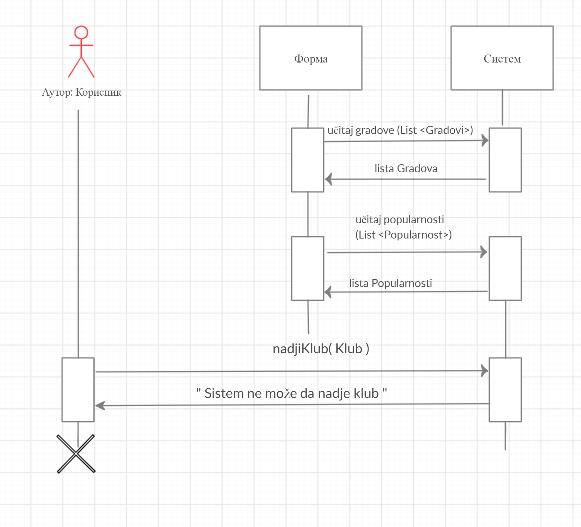 Форма
Систем
Аутор: Корисник
učitaj gradove (List <Gradovi>)
lista Gradova
učitaj popularnosti
(List <Popularnost>)
lista Popularnosti
nadjiKlub( Klub )
" Sistem ne može da nadje klub "